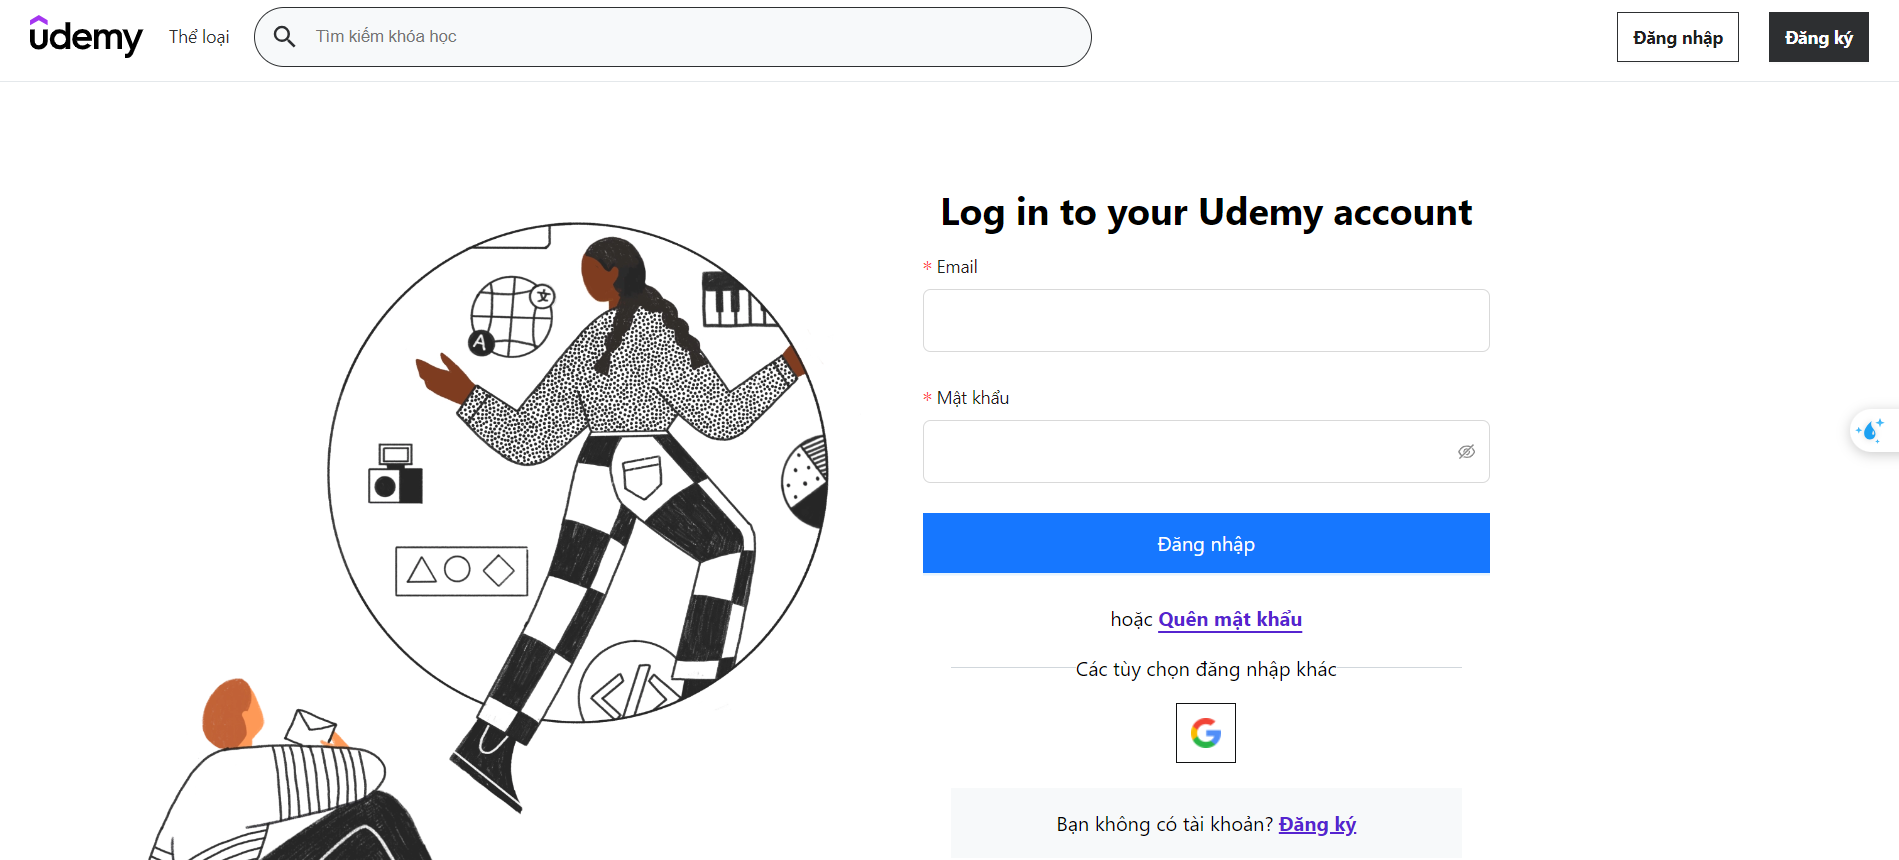 udemy
Thể loại
Tìm kiếm khóa học
Đăng nhập
Đăng ký
Log in to your Udemy account
* Email
* Mật khẩu
Đăng nhập
hoặc Quên mật khẩu
Các tùy chọn đăng nhập khác
G
Bạn không có tài khoản? Đăng ký
文
A
</>